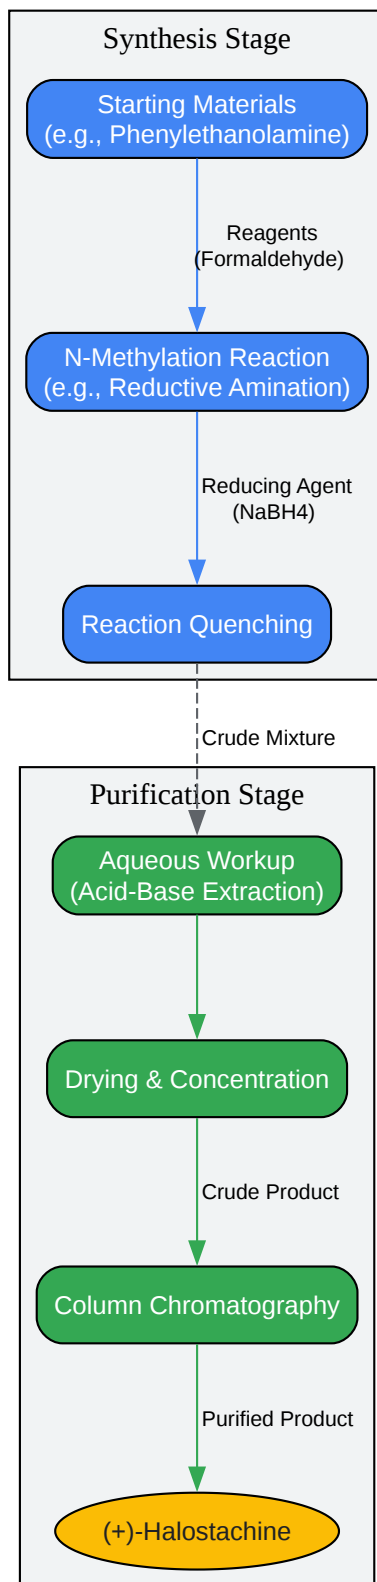 Synthesis Stage
Starting Materials
(e.g., Phenylethanolamine)
Reagents
(Formaldehyde)
N-Methylation Reaction
(e.g., Reductive Amination)
Reducing Agent
(NaBH4)
Reaction Quenching
Crude Mixture
Purification Stage
Aqueous Workup
(Acid-Base Extraction)
Drying & Concentration
Crude Product
Column Chromatography
Purified Product
(+)-Halostachine